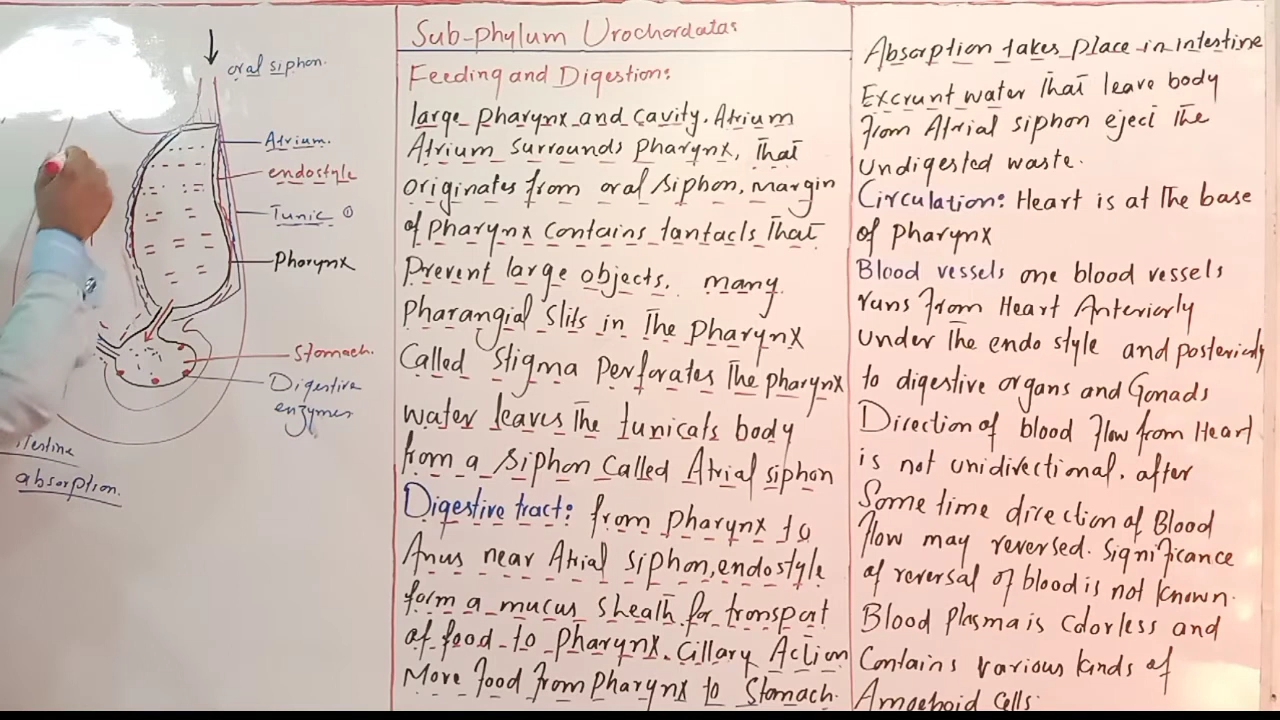 oral siphon.
Atrium.
endostyle
Tunic ①
Phorynx
Stomach.
Digestive
enzymes
testine
absorption.
Sub-phylum Urochordatas
Feeding and Digestion:
large pharynx and cavity. Atrium
Atrium surrounds pharynx, That
originates from oral siphon, margin
of pharynx contains tantacls That
Prevent large objects. many
Pharangial slits in The pharynx
Called Stigma perforates The pharynx
water leaves The tunicats body
from a siphon called Atrial siphon
Digestive tract: from pharynx to
Anus near Atrial siphon, endostyle
form a mucus sheath for transport
of food to pharynx. Cillary Action
More Food from pharynx to Stomach.
Absorption takes place in intestine
Excrunt water That leave body
from Atrial siphon eject The
undigested waste.
Circulation: Heart is at The base
of pharynx
Blood vessels one blood vessels
runs from Heart Anteriorly
under The endo style and posteriorly
to digestive organs and Gonads
Direction of blood flow from Heart
is not unidirectional. after
Some time direction of Blood
flow may reversed. Significance
of reversal of blood is not known.
Blood plasma is Colorless and
Contains various kinds of
Amoeboid cells.